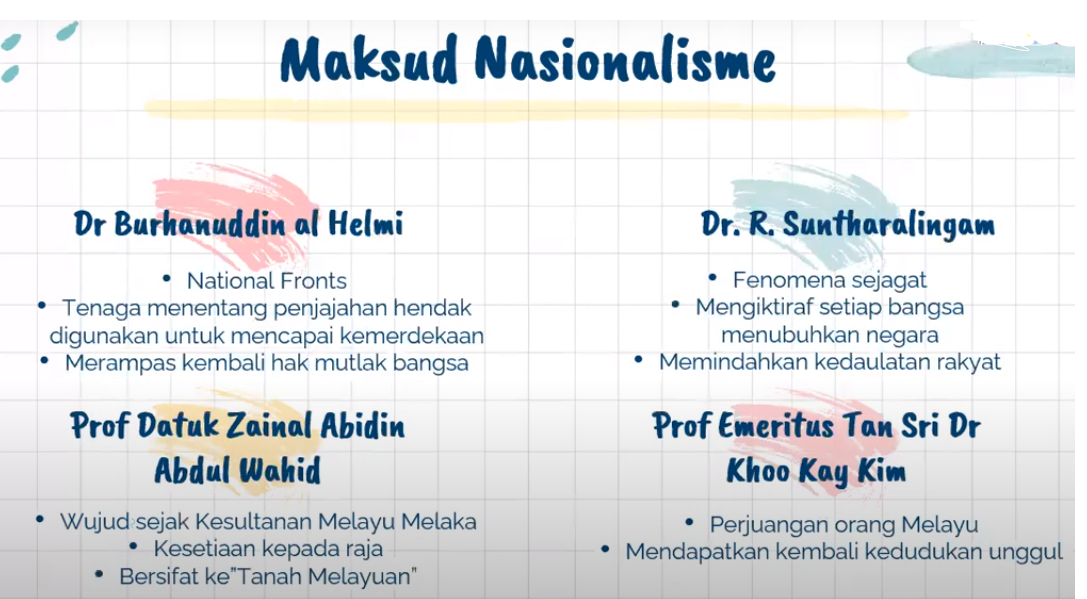 Maksud Nasionalisme
Dr Burhanuddin al Helmi
• National Fronts
• Tenaga menentang penjajahan hendak
digunakan untuk mencapai kemerdekaan
• Merampas kembali hak mutlak bangsa
Dr. R. Suntharalingam
• Fenomena sejagat
• Mengiktiraf setiap bangsa
menubuhkan negara
• Memindahkan kedaulatan rakyat
Prof Datuk Zainal Abidin
Abdul Wahid
• Wujud sejak Kesultanan Melayu Melaka
• Kesetiaan kepada raja
• Bersifat ke"Tanah Melayuan"
Prof Emeritus Tan Sri Dr
Khoo Kay Kim
• Perjuangan orang Melayu
• Mendapatkan kembali kedudukan unggul